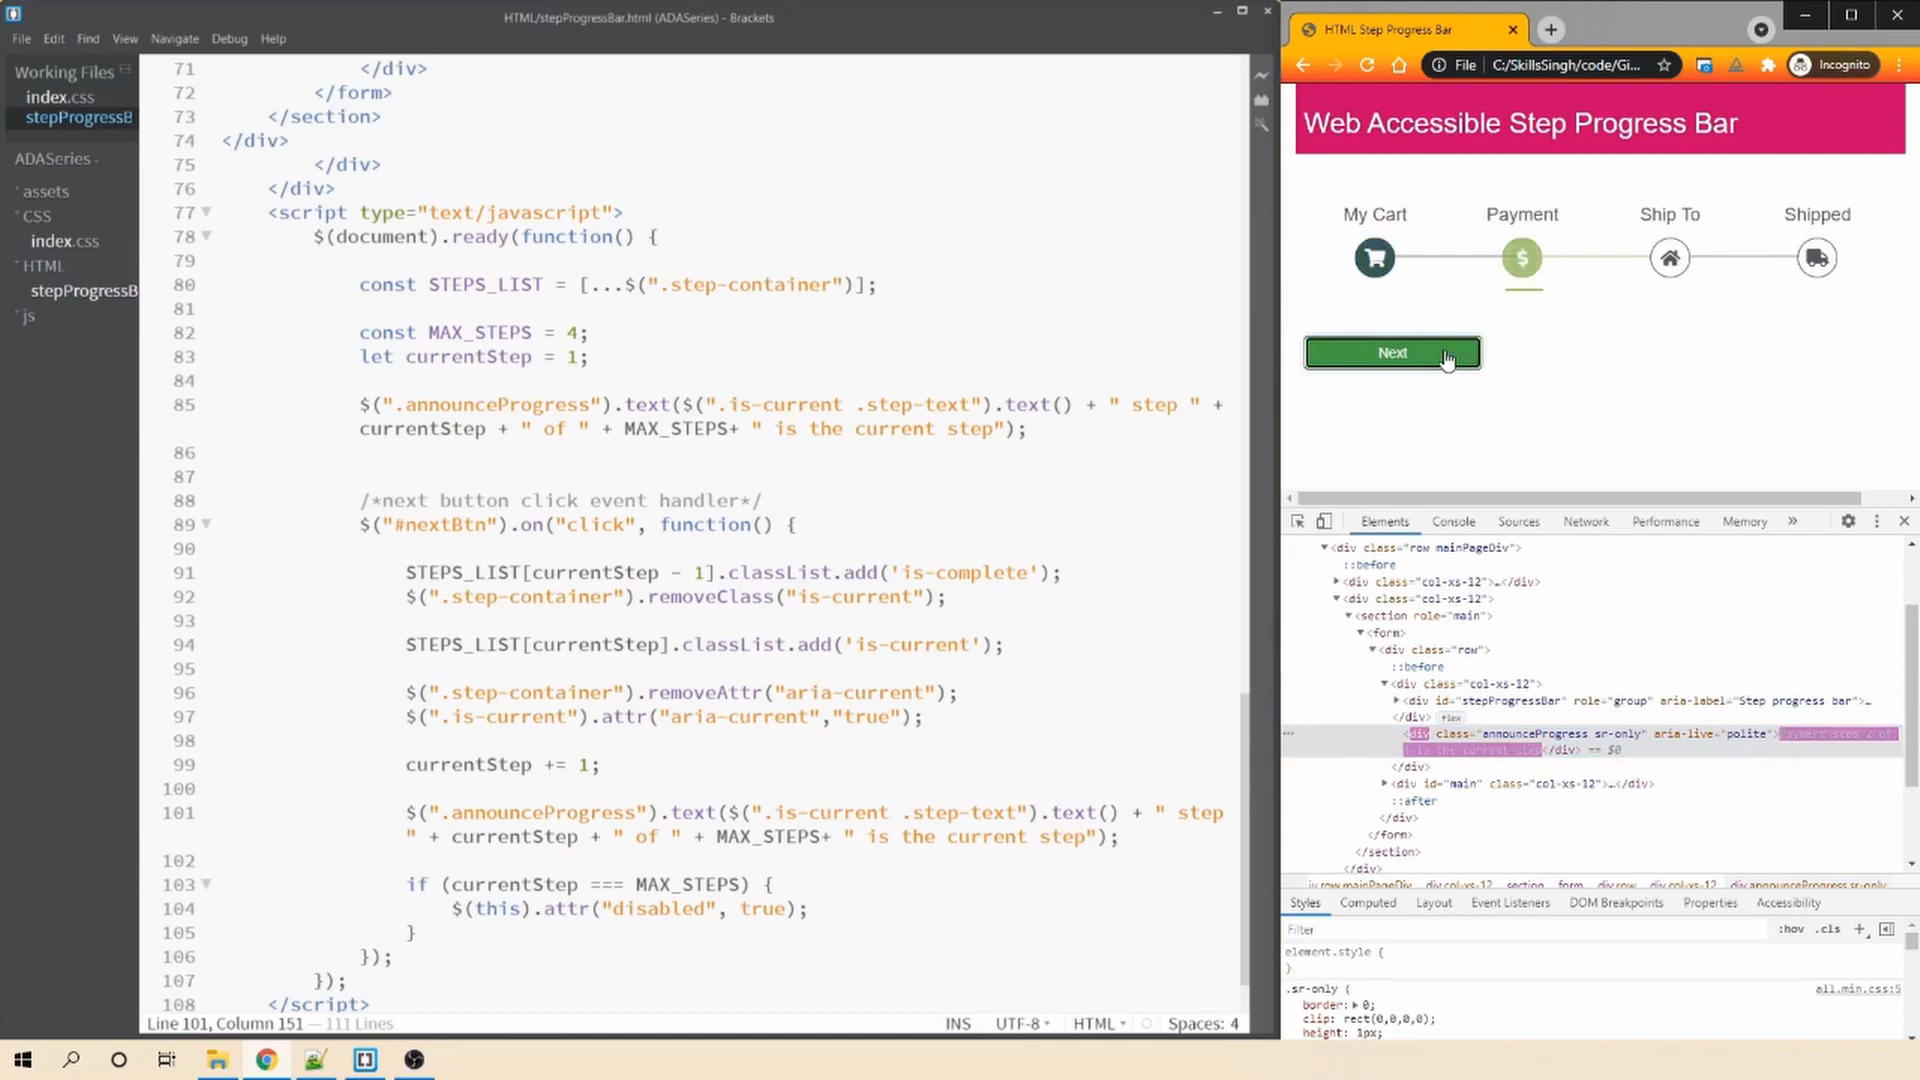 HTML/stepProgressBar.html (ADASeries) - Brackets
File Edit Find View Navigate Debug Help
Working Files
index.css
stepProgressB
ADASeries
assets
CSS
index.css
HTML
stepProgressB
js
71 </div>
72 </form>
73 </section>
74 </div>
75 </div>
76 </div>
77 <script type="text/javascript">
78 $(document).ready(function() {
79
80 const STEPS_LIST = [...$(".step-container")];
81
82 const MAX_STEPS = 4;
83 let currentStep = 1;
84
85 $(".announceProgress").text($(".is-current .step-text").text() + " step " +
currentStep + " of " + MAX_STEPS+ " is the current step");
86
87
88 /*next button click event handler*/
89 $("#nextBtn").on("click", function() {
90
91 STEPS_LIST[currentStep - 1].classList.add('is-complete');
92 $(".step-container").removeClass("is-current");
93
94 STEPS_LIST[currentStep].classList.add('is-current');
95
96 $(".step-container").removeAttr("aria-current");
97 $(".is-current").attr("aria-current","true");
98
99 currentStep += 1;
100
101 $(".announceProgress").text($(".is-current .step-text").text() + " step
" + currentStep + " of " + MAX_STEPS+ " is the current step");
102
103 if (currentStep === MAX_STEPS) {
104 $(this).attr("disabled", true);
105 }
106 });
107 });
108 </script>
Line 101, Column 151 — 111 Lines
INS UTF-8 HTML Spaces: 4
HTML Step Progress Bar
File C:/SkillsSingh/code/Gi... Incognito
Web Accessible Step Progress Bar
My Cart Payment Ship To Shipped
$
Next
Elements Console Sources Network Performance Memory »
<div class="row mainPageDiv">
::before
<div class="col-xs-12">…</div>
<div class="col-xs-12">
<section role="main">
<form>
<div class="row">
::before
<div class="col-xs-12">
<div id="stepProgressBar" role="group" aria-label="Step progress bar">…
</div> flex
<div class="announceProgress sr-only" aria-live="polite">Payment step 2 of
is the current step</div> == $0
</div>
<div id="main" class="col-xs-12">…</div>
::after
</div>
</form>
</section>
</div>
iv.row.mainPageDiv div.col-xs-12 section form div.row div.col-xs-12 div.announceProgress.sr-only
Styles Computed Layout Event Listeners DOM Breakpoints Properties Accessibility
Filter :hov .cls +
element.style {
}
.sr-only { all.min.css:5
border: 0;
clip: rect(0,0,0,0);
height: 1px;